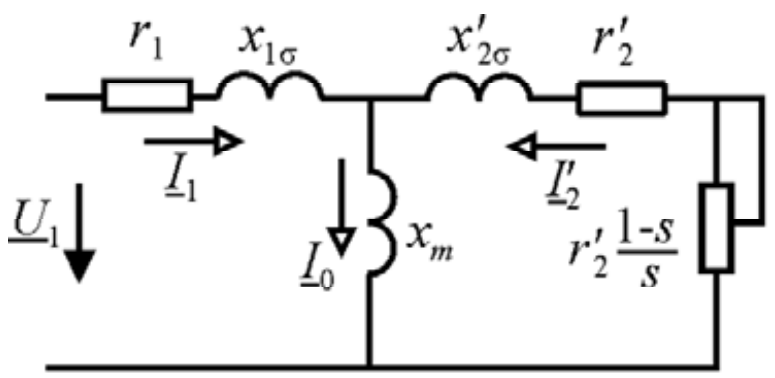 r₁
x₁σ
x′₂σ
r′₂
I₁
I′₂
U₁
I₀
xₘ
r′₂ 1-s/s